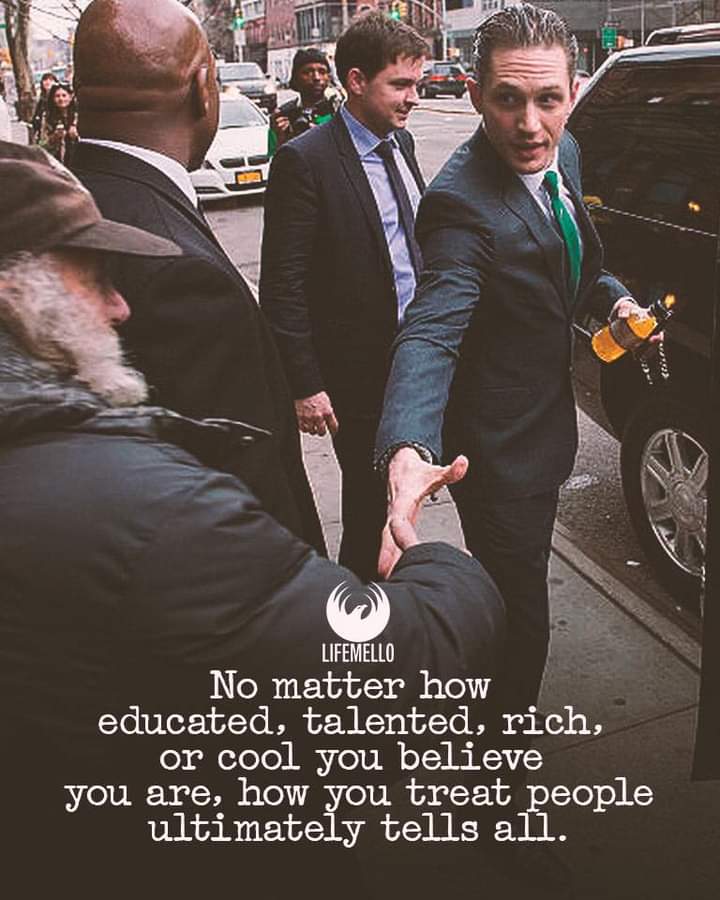 LIFEMELLO
No matter how
educated, talented, rich,
or cool you believe
you are, how you treat people
ultimately tells all.